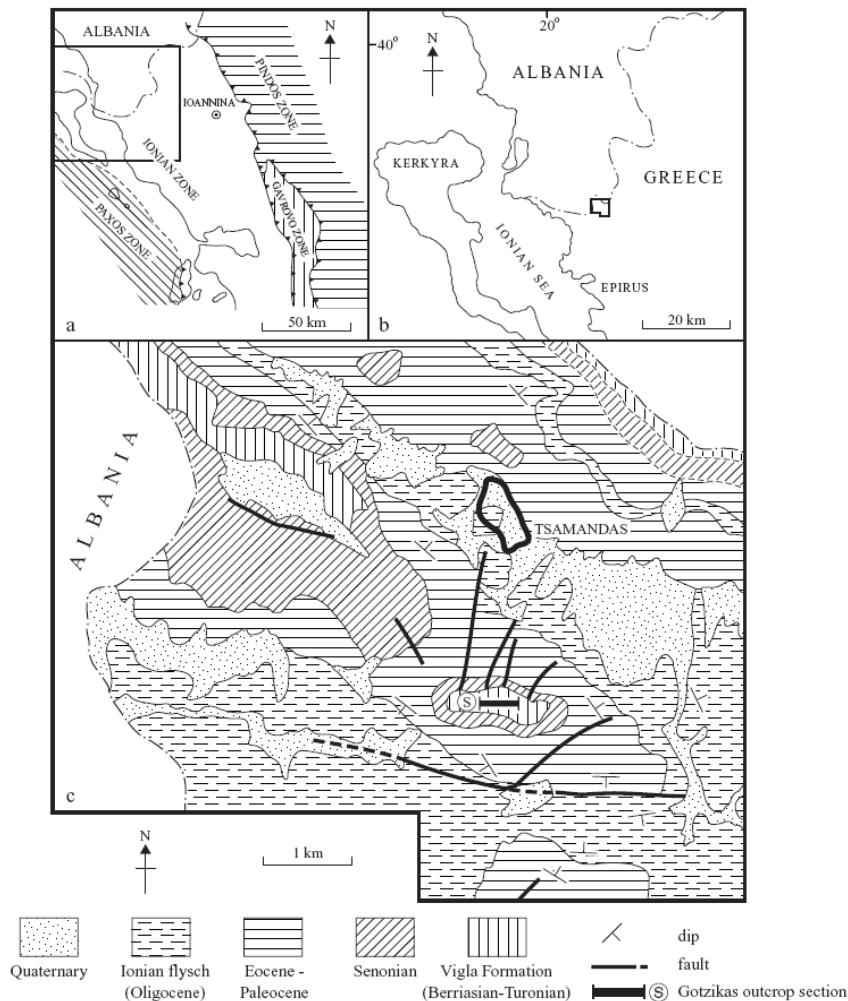 ALBANIA
N
PINDOS ZONE
IOANNINA
IONIAN ZONE
GAVROVO ZONE
PAXOS ZONE
50 km
a
20°
40°
N
ALBANIA
KERKYRA
GREECE
IONIAN SEA
EPIRUS
20 km
b
ALBANIA
TSAMANDAS
S
c
N
1 km
Quaternary
Ionian flysch
(Oligocene)
Eocene -
Paleocene
Senonian
Vigla Formation
(Berriasian-Turonian)
dip
fault
S Gotzikas outcrop section